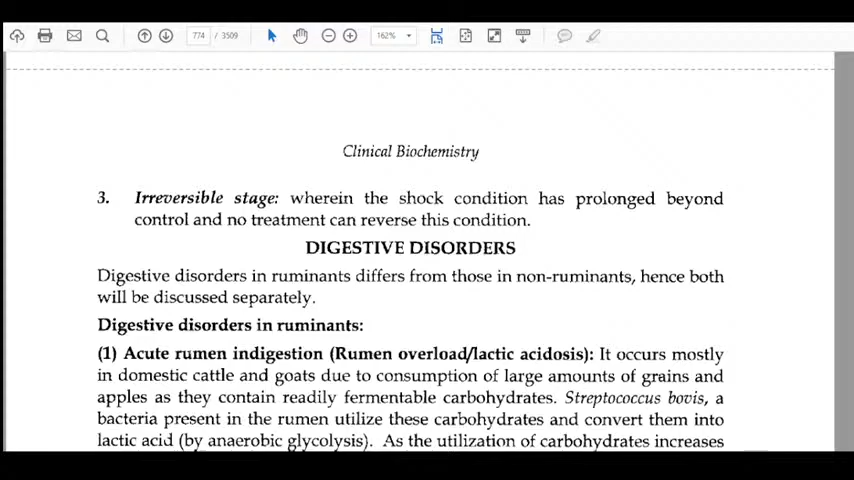 774 / 3509
162%
Clinical Biochemistry
3. Irreversible stage: wherein the shock condition has prolonged beyond
control and no treatment can reverse this condition.
DIGESTIVE DISORDERS
Digestive disorders in ruminants differs from those in non-ruminants, hence both
will be discussed separately.
Digestive disorders in ruminants:
(1) Acute rumen indigestion (Rumen overload/lactic acidosis): It occurs mostly
in domestic cattle and goats due to consumption of large amounts of grains and
apples as they contain readily fermentable carbohydrates. Streptococcus bovis, a
bacteria present in the rumen utilize these carbohydrates and convert them into
lactic acid (by anaerobic glycolysis). As the utilization of carbohydrates increases